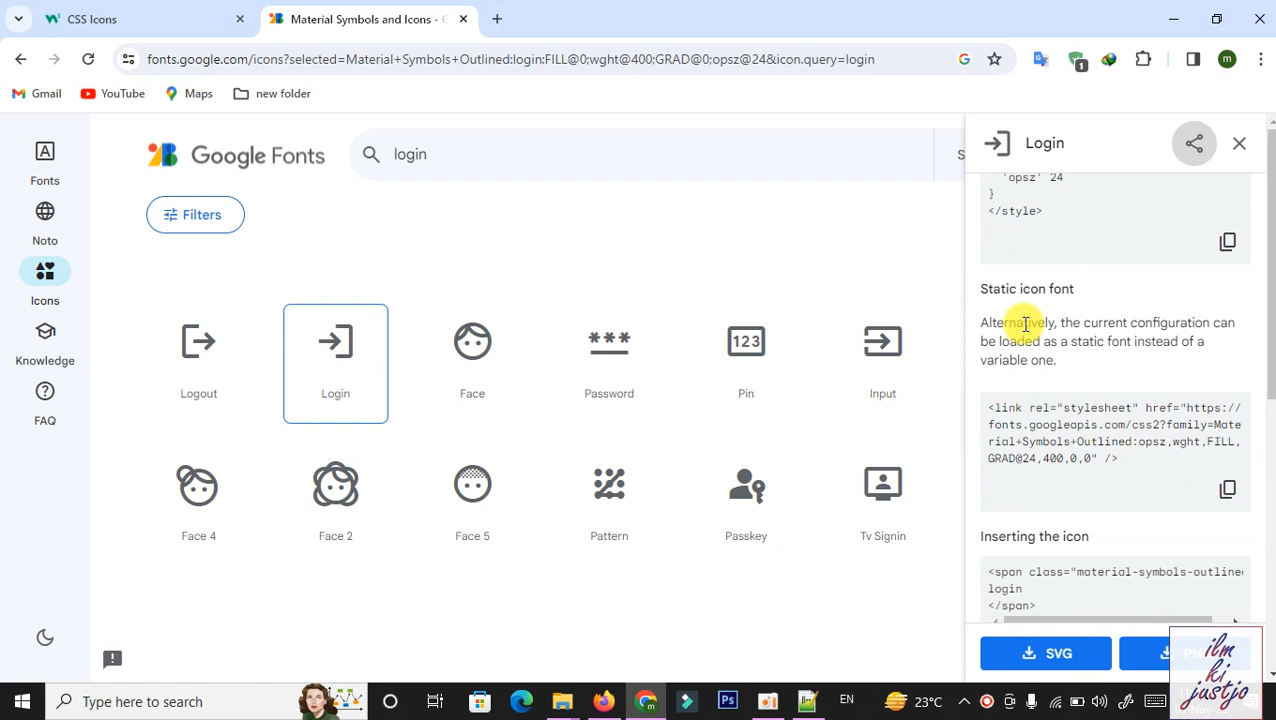 CSS Icons
Material Symbols and Icons - G
fonts.google.com/icons?selected=Material+Symbols+Outlined:login:FILL@0;wght@400;GRAD@0;opsz@24&icon.query=login
G
1
m
Gmail
YouTube
Maps
new folder
Fonts
Noto
Icons
Knowledge
FAQ
Google Fonts
login
S
Filters
Logout
Login
Face
Password
123
Pin
Input
Face 4
Face 2
Face 5
Pattern
Passkey
Tv Signin
Login
'opsz' 24
}
</style>
Static icon font
Alternatively, the current configuration can
be loaded as a static font instead of a
variable one.
<link rel="stylesheet" href="https://
fonts.googleapis.com/css2?family=Mate
rial+Symbols+Outlined:opsz,wght,FILL,
GRAD@24,400,0,0" />
Inserting the icon
<span class="material-symbols-outline
login
</span>
SVG
ilm
ki
justjo
Type here to search
Ps
EN
23°C